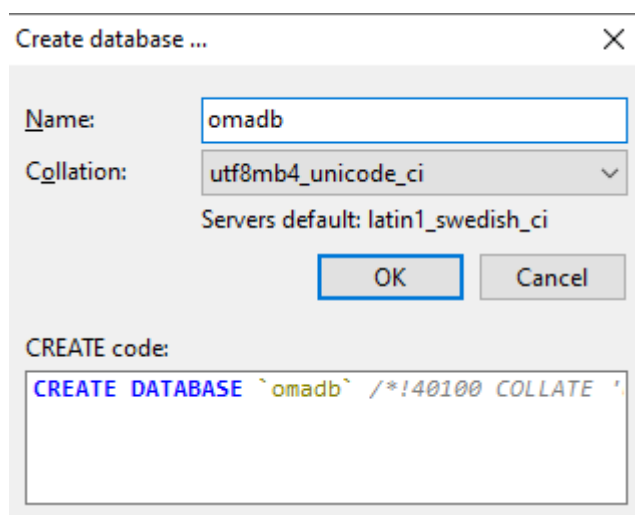 Create database ...
Name: omadb
Collation: utf8mb4_unicode_ci
Servers default: latin1_swedish_ci
OK Cancel
CREATE code:
CREATE DATABASE `omadb` /*!40100 COLLATE '